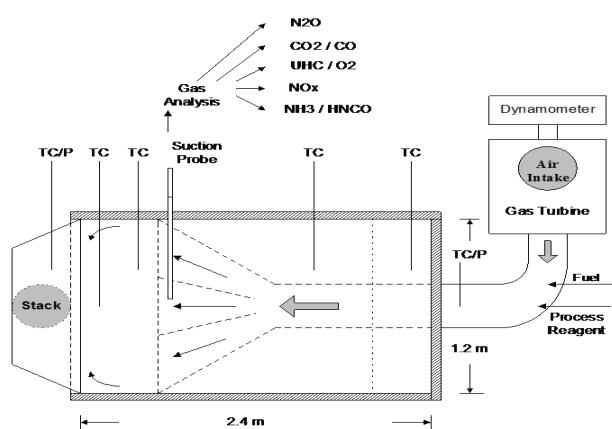 N2O
CO2 / CO
UHC / O2
NOx
NH3 / HNCO
Gas
Analysis
Dynamometer
TC/P
TC
TC
Suction
Probe
TC
TC
Air
Intake
Gas Turbine
TC/P
Fuel
Stack
Process
Reagent
1.2 m
2.4 m